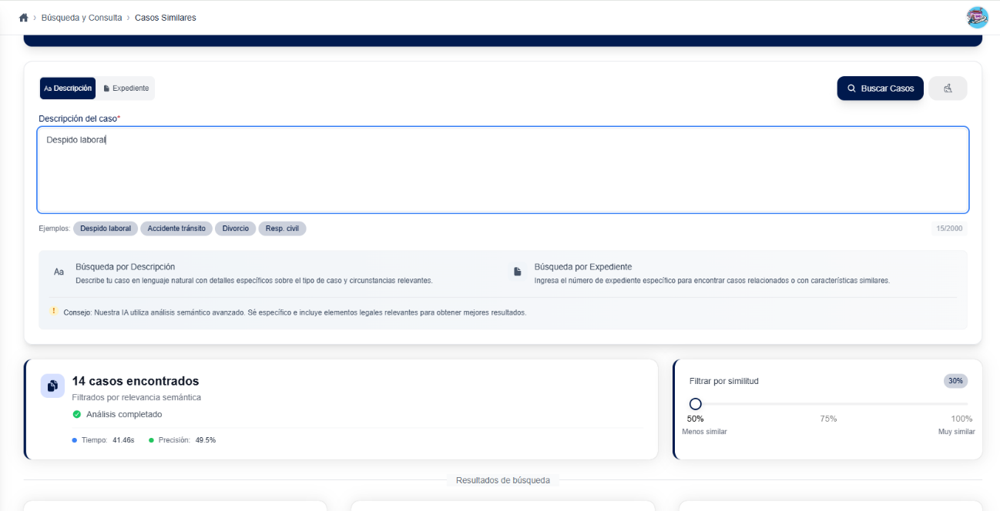 Búsqueda y Consulta › Casos Similares
Aa Descripción Expediente
Buscar Casos
Descripción del caso*
Despido laboral
Ejemplos: Despido laboral Accidente tránsito Divorcio Resp. civil 15/2000
Aa Búsqueda por Descripción
Describe tu caso en lenguaje natural con detalles específicos sobre el tipo de caso y circunstancias relevantes.
Búsqueda por Expediente
Ingresa el número de expediente específico para encontrar casos relacionados o con características similares.
Consejo: Nuestra IA utiliza análisis semántico avanzado. Sé específico e incluye elementos legales relevantes para obtener mejores resultados.
14 casos encontrados
Filtrados por relevancia semántica
Análisis completado
Tiempo: 41.46s Precisión: 49.5%
Filtrar por similitud 30%
50% 75% 100%
Menos similar Muy similar
Resultados de búsqueda